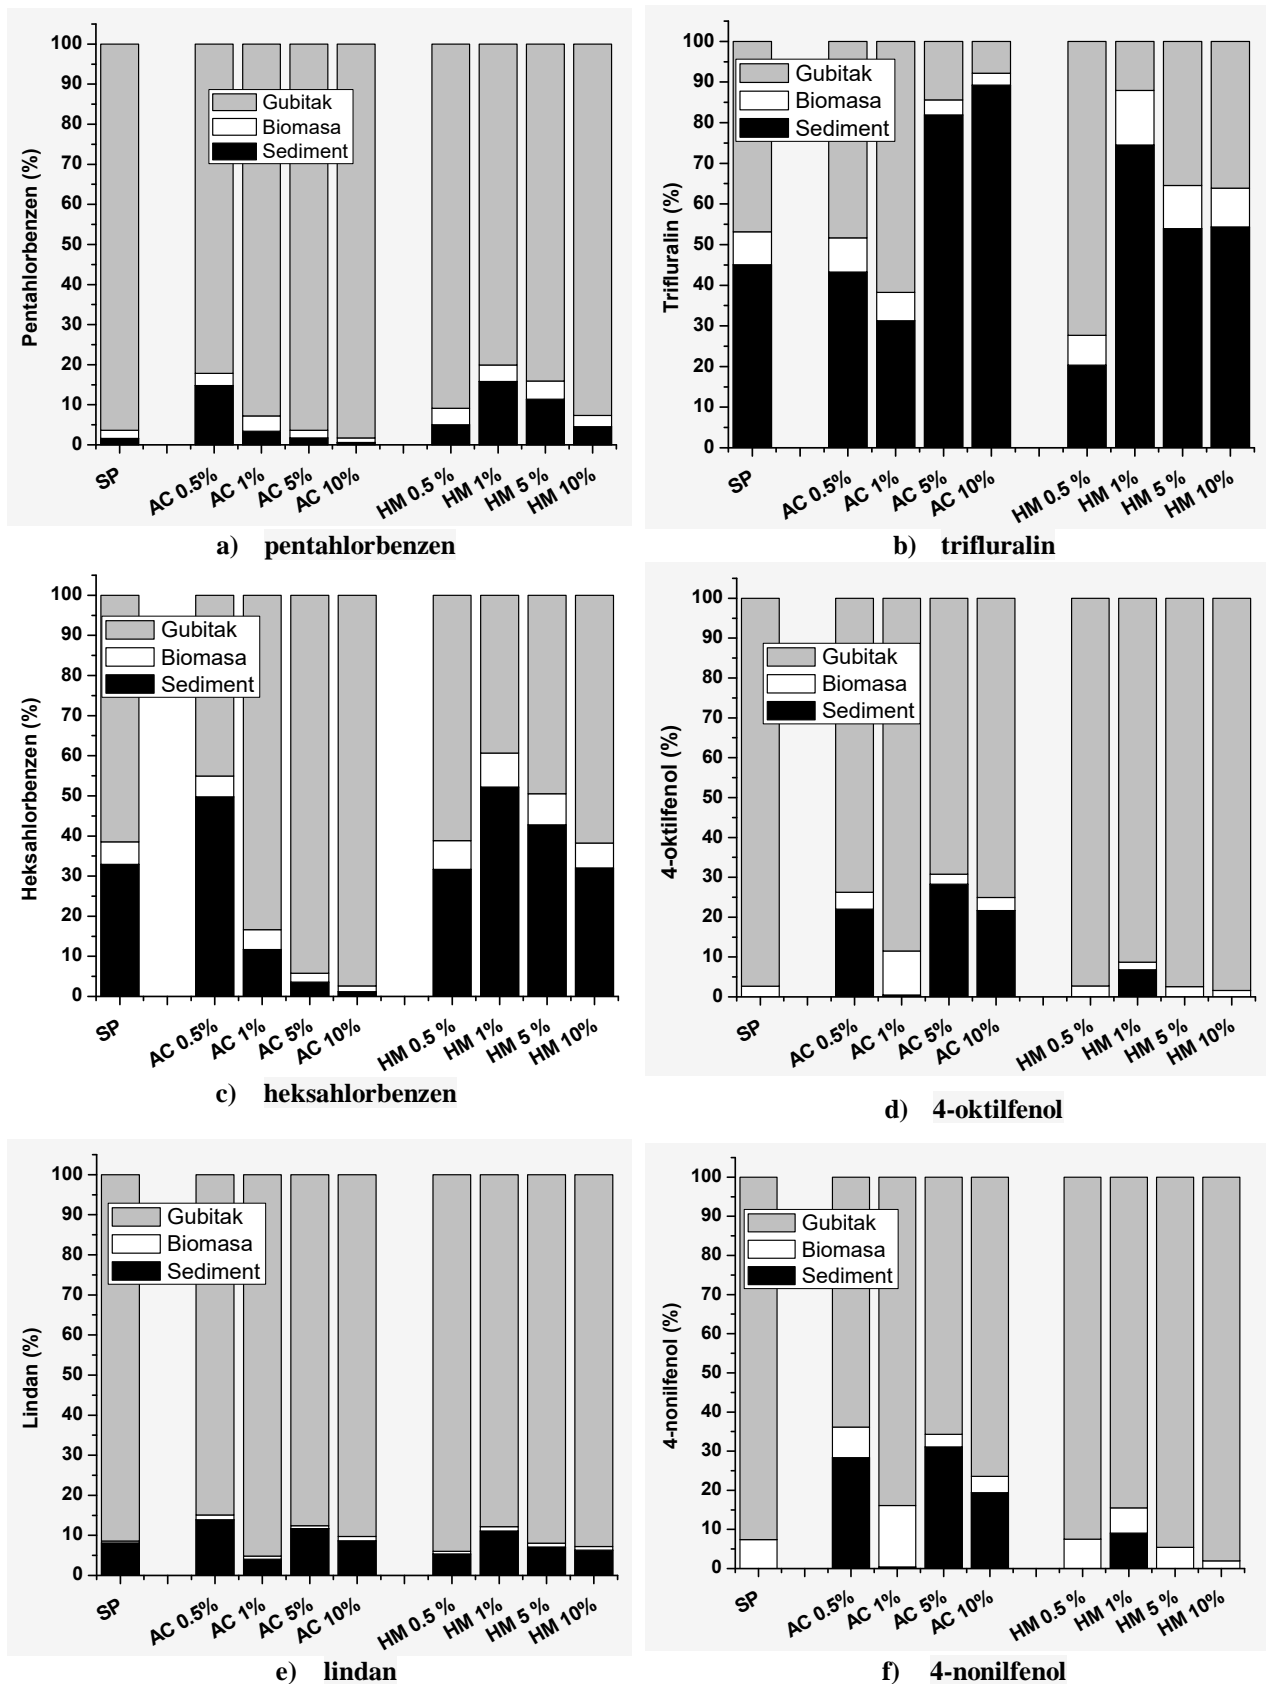 Pentahlorbenzen (%)
100
90
80
70
60
50
40
30
20
10
0
Gubitak
Biomasa
Sediment
SP
AC 0.5%
AC 1%
AC 5%
AC 10%
HM 0.5 %
HM 1%
HM 5 %
HM 10%
a) pentahlorbenzen
Trifluralin (%)
100
90
80
70
60
50
40
30
20
10
0
Gubitak
Biomasa
Sediment
SP
AC 0.5%
AC 1%
AC 5%
AC 10%
HM 0.5 %
HM 1%
HM 5 %
HM 10%
b) trifluralin
Heksahlorbenzen (%)
100
90
80
70
60
50
40
30
20
10
0
Gubitak
Biomasa
Sediment
SP
AC 0.5%
AC 1%
AC 5%
AC 10%
HM 0.5 %
HM 1%
HM 5 %
HM 10%
c) heksahlorbenzen
4-oktilfenol (%)
100
90
80
70
60
50
40
30
20
10
0
Gubitak
Biomasa
Sediment
SP
AC 0.5%
AC 1%
AC 5%
AC 10%
HM 0.5 %
HM 1%
HM 5 %
HM 10%
d) 4-oktilfenol
Lindan (%)
100
90
80
70
60
50
40
30
20
10
0
Gubitak
Biomasa
Sediment
SP
AC 0.5%
AC 1%
AC 5%
AC 10%
HM 0.5 %
HM 1%
HM 5 %
HM 10%
e) lindan
4-nonilfenol (%)
100
90
80
70
60
50
40
30
20
10
0
Gubitak
Biomasa
Sediment
SP
AC 0.5%
AC 1%
AC 5%
AC 10%
HM 0.5 %
HM 1%
HM 5 %
HM 10%
f) 4-nonilfenol